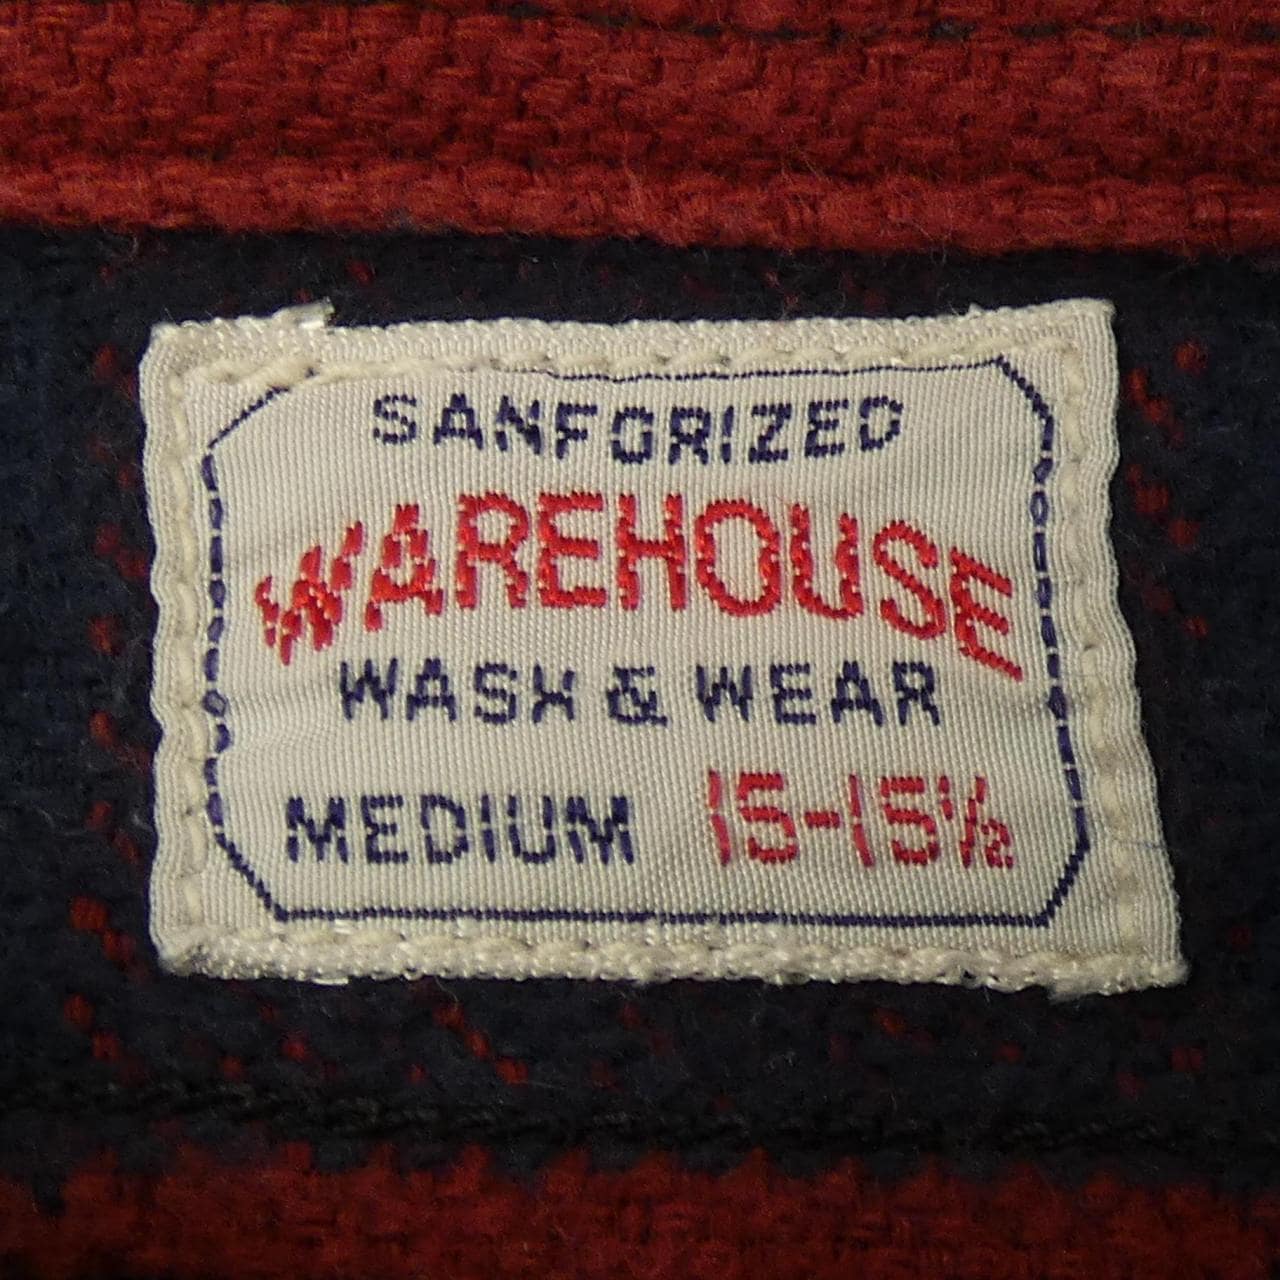 SANFORIZED
WAREHOUSE
WASH & WEAR
MEDIUM 15-15½